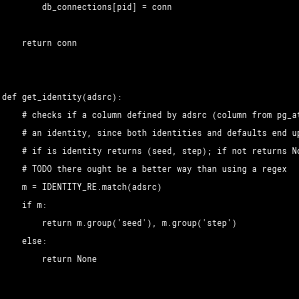 db_connections[pid] = conn
return conn
def get_identity(adsrc):
# checks if a column defined by adsrc (column from pg_at
# an identity, since both identities and defaults end up
# if is identity returns (seed, step); if not returns No
# TODO there ought be a better way than using a regex
m = IDENTITY_RE.match(adsrc)
if m:
return m.group('seed'), m.group('step')
else:
return None